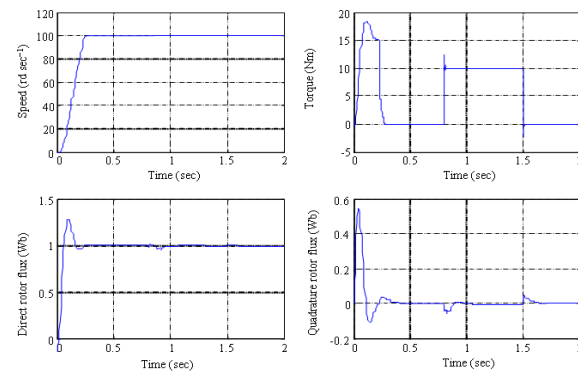 Speed (rd sec⁻¹)
120
100
80
60
40
20
0
0 0.5 1 1.5 2
Time (sec)
Torque (Nm)
20
15
10
5
0
-5
0 0.5 1 1.5 2
Time (sec)
Direct rotor flux (Wb)
1.5
1
0.5
0
0 0.5 1 1.5 2
Time (sec)
Quadrature rotor flux (Wb)
0.6
0.4
0.2
0
-0.2
0 0.5 1 1.5 2
Time (sec)